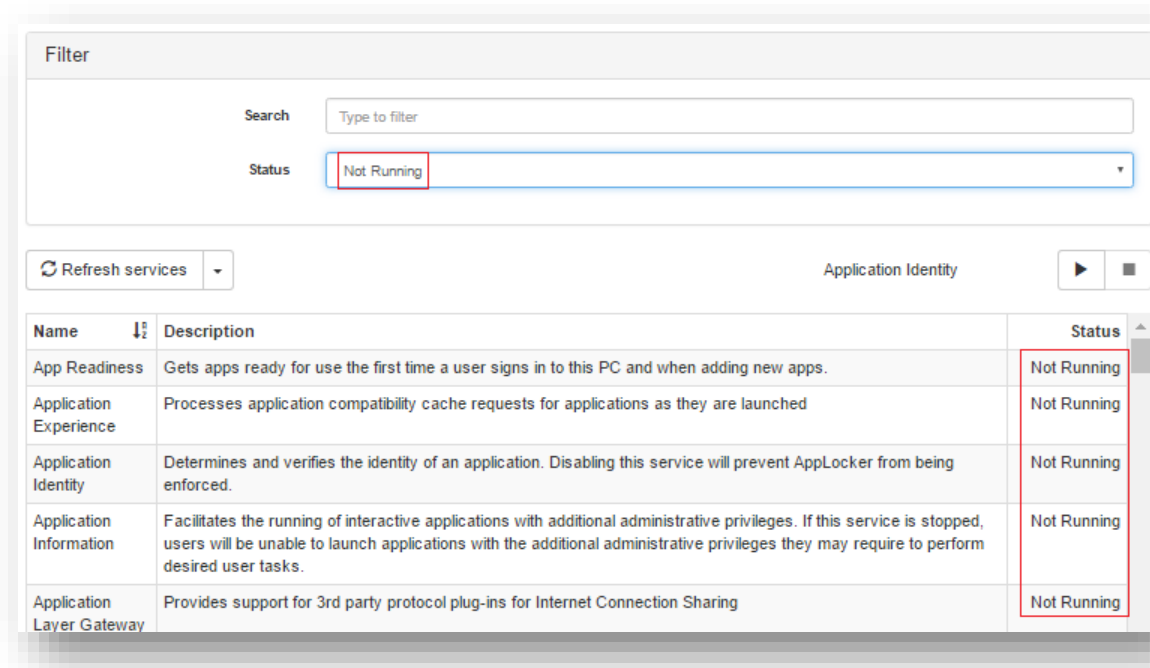 Filter
Search Type to filter
Status Not Running
Refresh services Application Identity
Name Description Status
App Readiness Gets apps ready for use the first time a user signs in to this PC and when adding new apps. Not Running
Application Processes application compatibility cache requests for applications as they are launched Not Running
Experience
Application Determines and verifies the identity of an application. Disabling this service will prevent AppLocker from being Not Running
Identity enforced.
Application Facilitates the running of interactive applications with additional administrative privileges. If this service is stopped, Not Running
Information users will be unable to launch applications with the additional administrative privileges they may require to perform
desired user tasks.
Application Provides support for 3rd party protocol plug-ins for Internet Connection Sharing Not Running
Layer Gateway